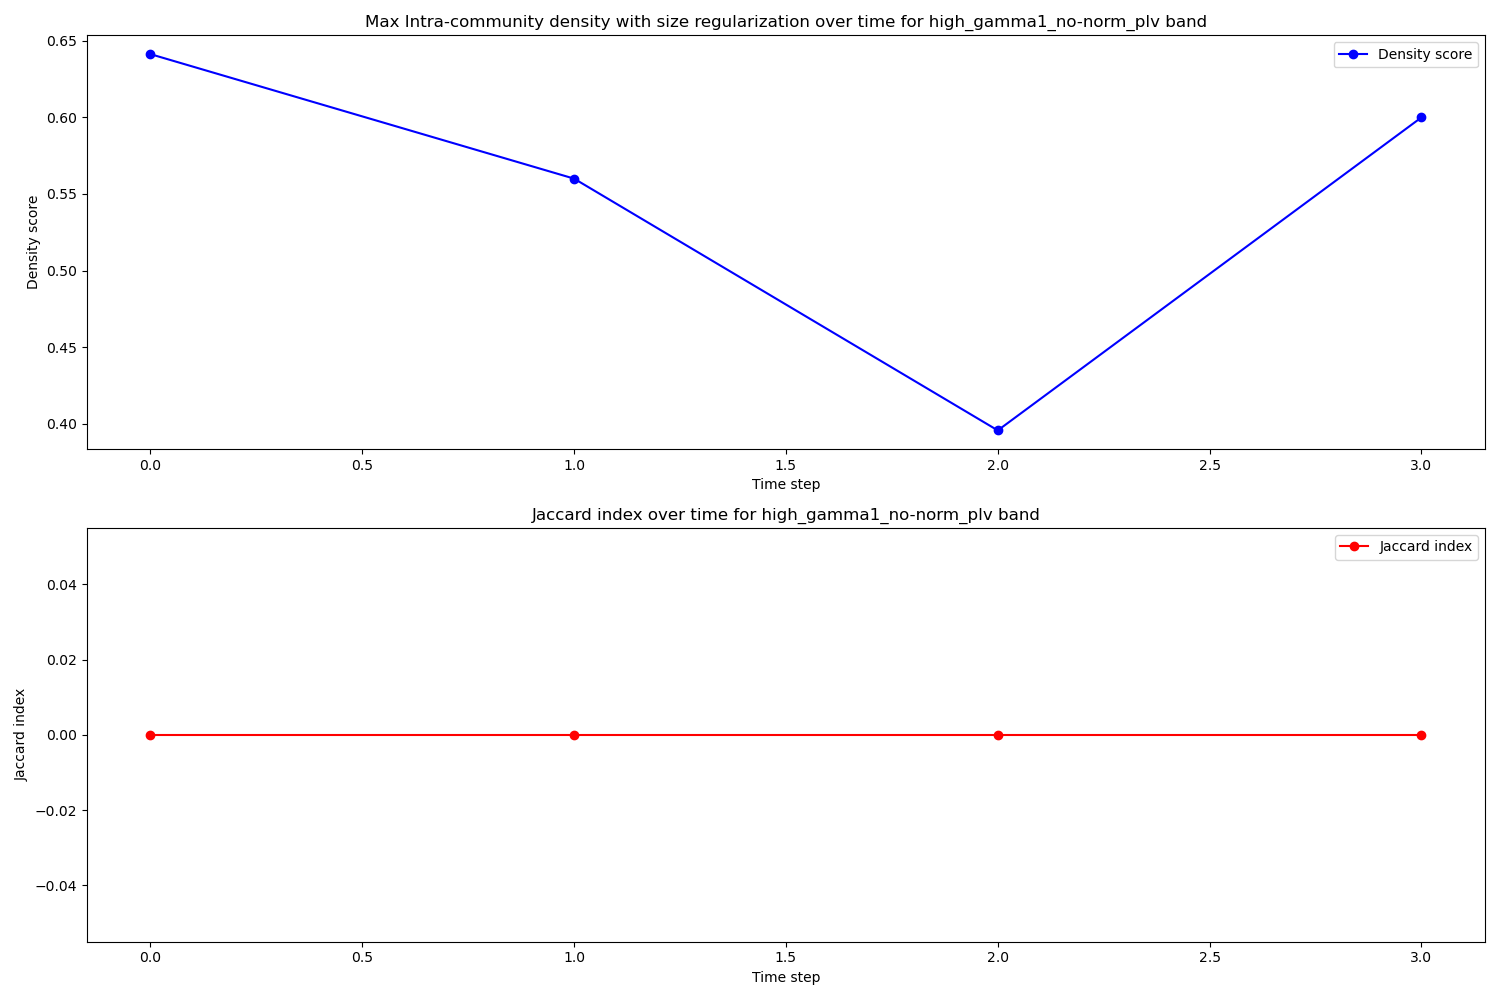 Max Intra-community density with size regularization over time for high_gamma1_no-norm_plv band
Density score
0.65
0.60
0.55
0.50
0.45
0.40
Density score
0.0 0.5 1.0 1.5 2.0 2.5 3.0
Time step
Jaccard index over time for high_gamma1_no-norm_plv band
Jaccard index
0.04
0.02
0.00
−0.02
−0.04
Jaccard index
0.0 0.5 1.0 1.5 2.0 2.5 3.0
Time step